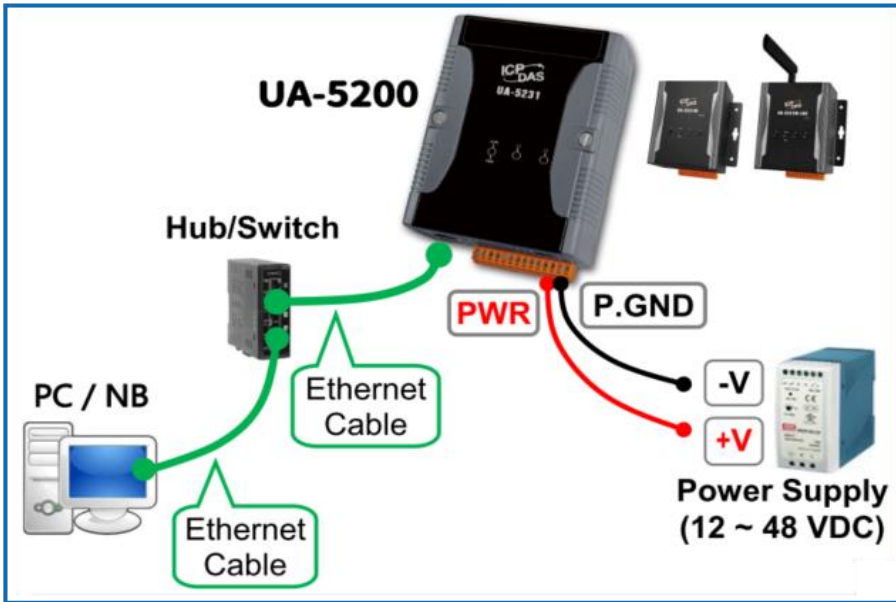 UA-5200
ICP
DAS
UA-5231
Hub/Switch
PWR
P.GND
Ethernet
Cable
-V
+V
PC / NB
Ethernet
Cable
Power Supply
(12 ~ 48 VDC)